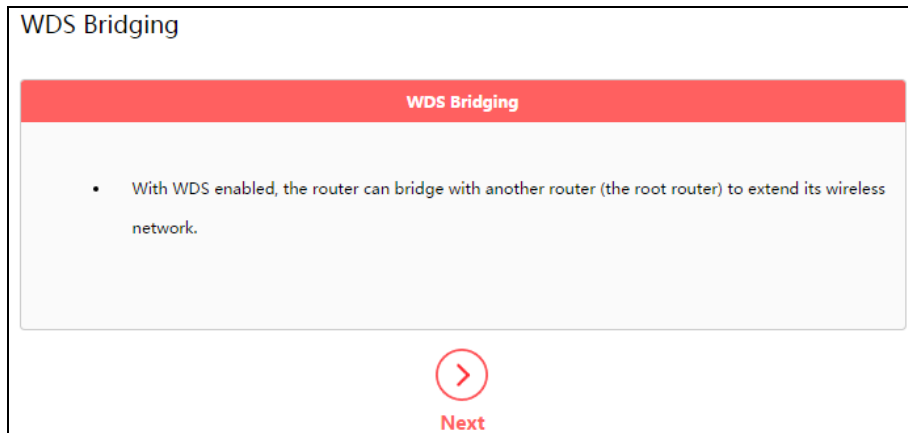 WDS Bridging
WDS Bridging
• With WDS enabled, the router can bridge with another router (the root router) to extend its wireless
network.
Next